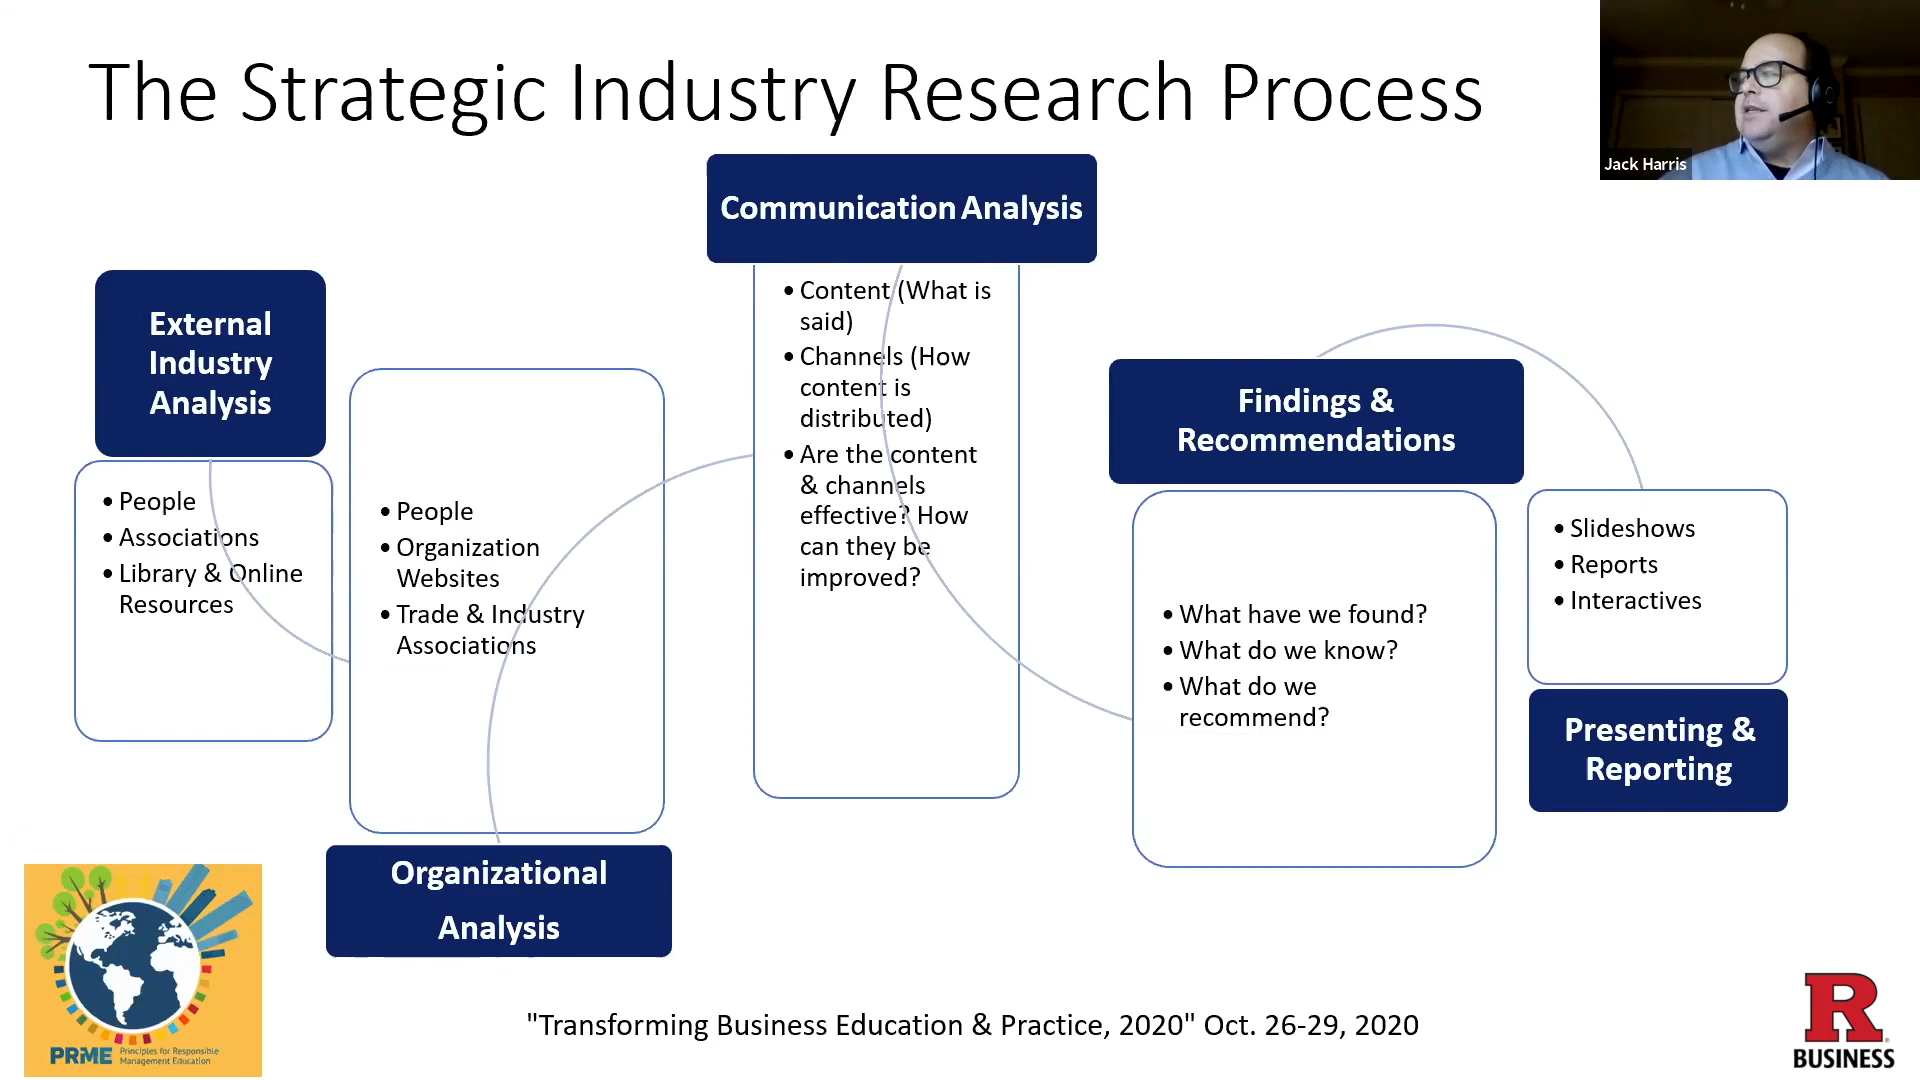 The Strategic Industry Research Process
Jack Harris
External
Industry
Analysis
• People
• Associations
• Library & Online
Resources
• People
• Organization
Websites
• Trade & Industry
Associations
Organizational
Analysis
Communication Analysis
• Content (What is
said)
• Channels (How
content is
distributed)
• Are the content
& channels
effective? How
can they be
improved?
Findings &
Recommendations
• What have we found?
• What do we know?
• What do we
recommend?
• Slideshows
• Reports
• Interactives
Presenting &
Reporting
PRME Principles for Responsible
Management Education
"Transforming Business Education & Practice, 2020" Oct. 26-29, 2020
R
BUSINESS